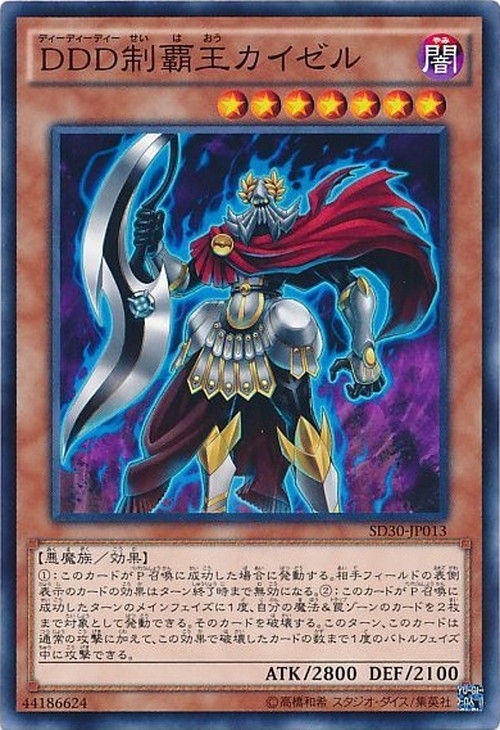 ディーディーディー せい は おう
DDD制覇王カイゼル
やみ
闇
SD30-JP013
【悪魔族／効果】
①:このカードがP召喚に成功した場合に発動する。相手フィールドの表側
表示のカードの効果はターン終了時まで無効になる。②:このカードがP召喚に
成功したターンのメインフェイズに1度、自分の魔法&罠ゾーンのカードを2枚
まで対象として発動できる。そのカードを破壊する。このターン、このカードは
通常の攻撃に加えて、この効果で破壊したカードの数まで1度のバトルフェイズ
中に攻撃できる。
ATK/2800 DEF/2100
44186624
©高橋和希 スタジオ・ダイス/集英社